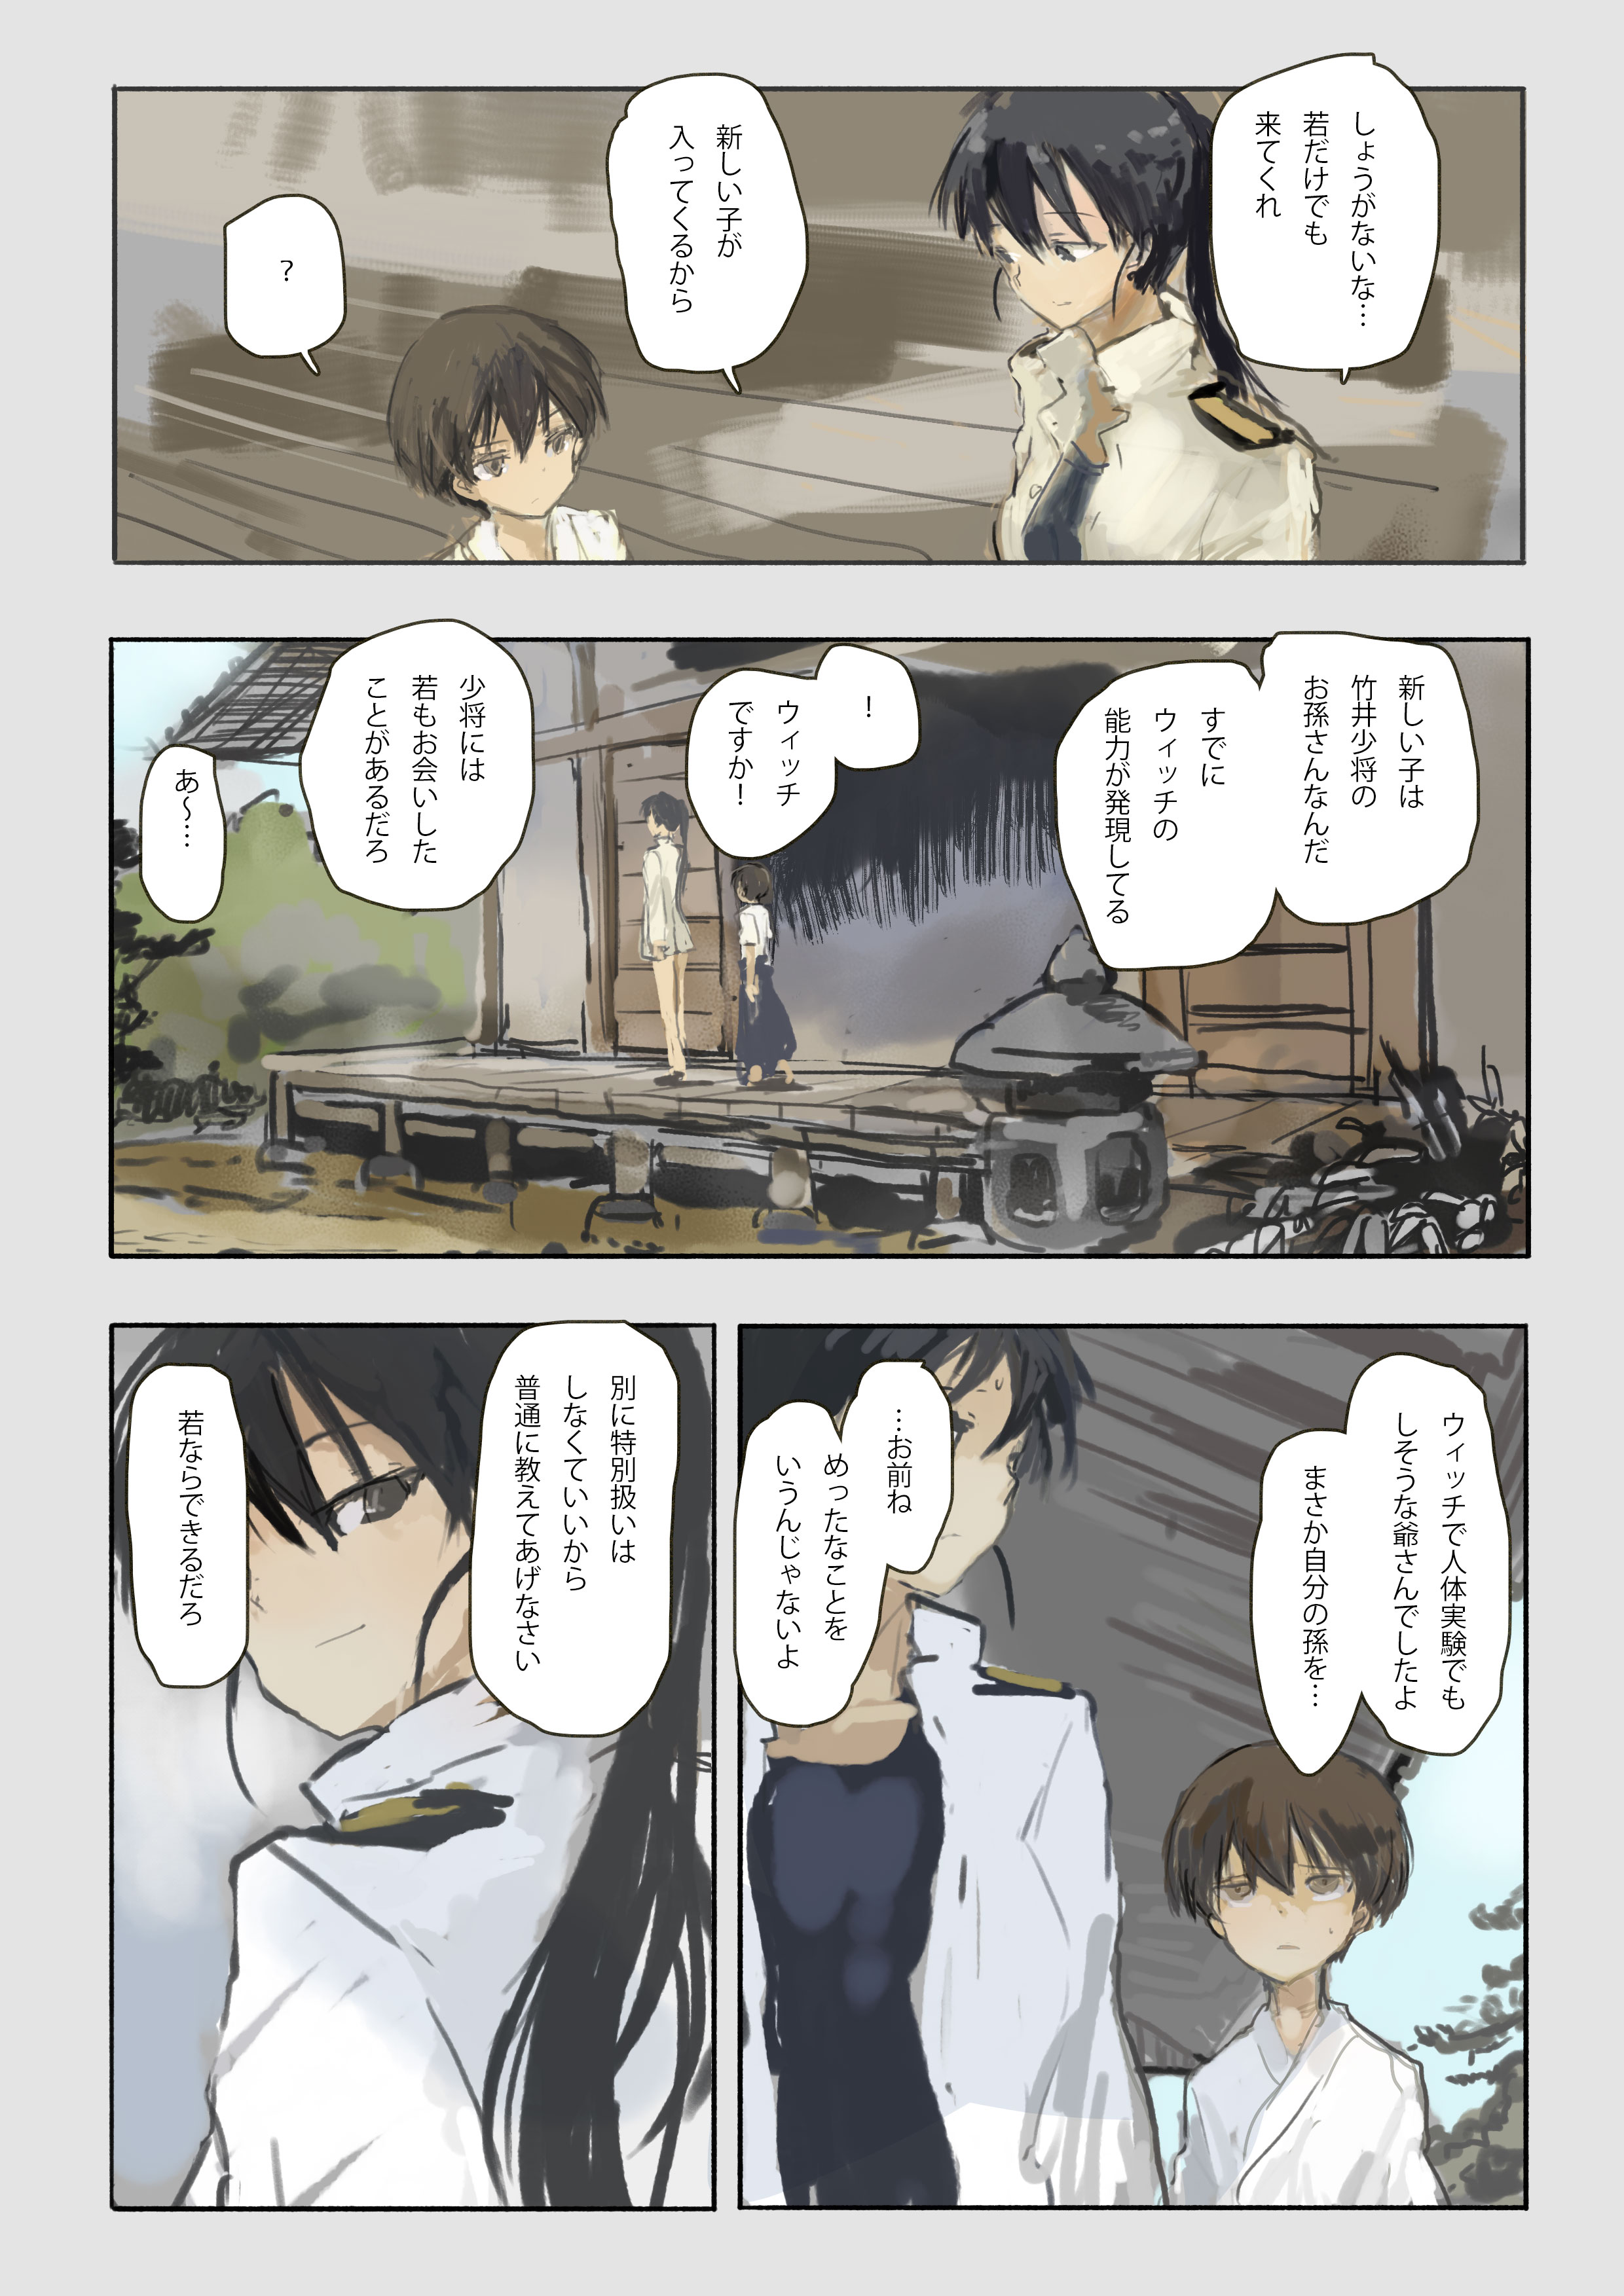 しょうがないな…
若だけでも
来てくれ
新しい子が
入ってくるから
？
新しい子は
竹井少将の
お孫さんなんだ
すでに
ウィッチの
能力が発現してる
！
ウィッチ
ですか！
少将には
若もお会いした
ことがあるだろ
あ～…
ウィッチで人体実験でも
しそうな爺さんでしたよ
まさか自分の孫を…
…お前ね
めったなことを
いうんじゃないよ
別に特別扱いは
しなくていいから
普通に教えてあげなさい
若ならできるだろ